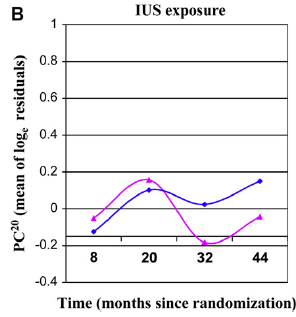 B
IUS exposure
1
0.8
0.6
0.4
0.2
0
-0.2
-0.4
PC20 (mean of loge residuals)
8 20 32 44
Time (months since randomization)